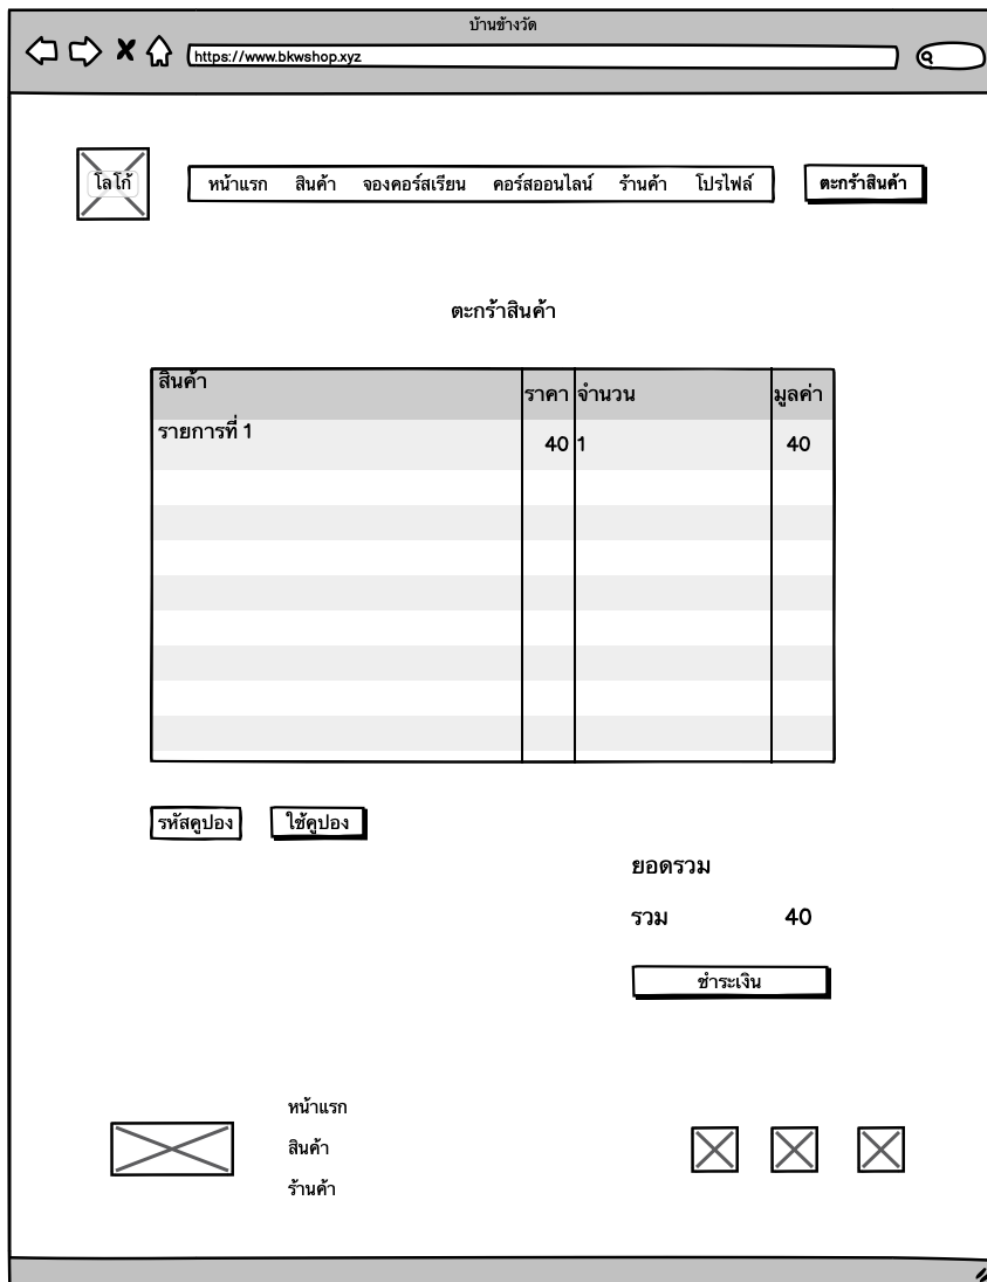 บ้านช้างวัด
https://www.bkwshop.xyz
โลโก้ หน้าแรก สินค้า จองคอร์สเรียน คอร์สออนไลน์ ร้านค้า โปรไฟล์ ตะกร้าสินค้า
ตะกร้าสินค้า
สินค้า ราคา จำนวน มูลค่า
รายการที่ 1 40 1 40
รหัสคูปอง ใช้คูปอง
ยอดรวม
รวม 40
ชำระเงิน
หน้าแรก
สินค้า
ร้านค้า